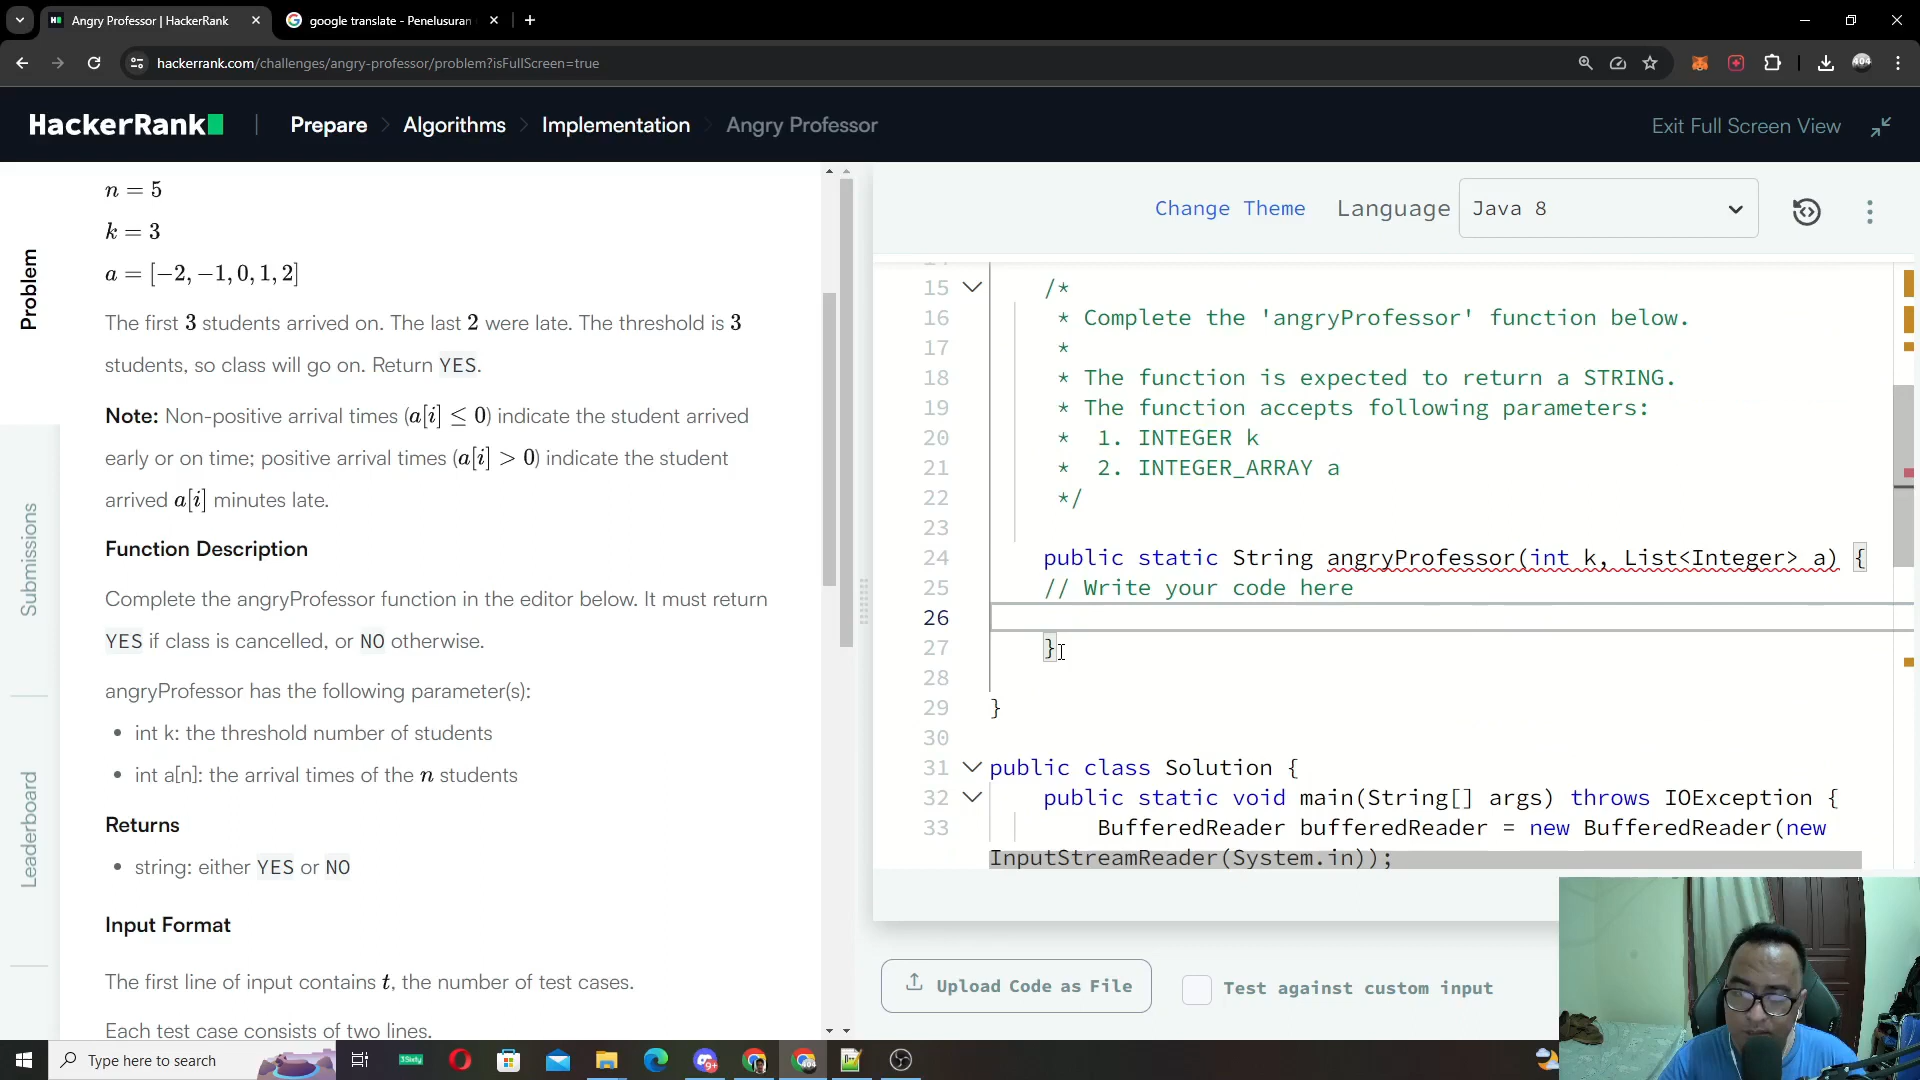 Angry Professor | HackerRank
google translate - Penelusuran
hackerrank.com/challenges/angry-professor/problem?isFullScreen=true
404
HackerRank
Prepare
Algorithms
Implementation
Angry Professor
Exit Full Screen View
Problem
Submissions
Leaderboard
n = 5
k = 3
a = [−2, −1, 0, 1, 2]
The first 3 students arrived on. The last 2 were late. The threshold is 3
students, so class will go on. Return YES.
Note: Non-positive arrival times (a[i] ≤ 0) indicate the student arrived
early or on time; positive arrival times (a[i] > 0) indicate the student
arrived a[i] minutes late.
Function Description
Complete the angryProfessor function in the editor below. It must return
YES if class is cancelled, or NO otherwise.
angryProfessor has the following parameter(s):
• int k: the threshold number of students
• int a[n]: the arrival times of the n students
Returns
• string: either YES or NO
Input Format
The first line of input contains t, the number of test cases.
Each test case consists of two lines.
Change Theme
Language
Java 8
15 /*
16 * Complete the 'angryProfessor' function below.
17 *
18 * The function is expected to return a STRING.
19 * The function accepts following parameters:
20 * 1. INTEGER k
21 * 2. INTEGER_ARRAY a
22 */
23
24 public static String angryProfessor(int k, List<Integer> a) {
25 // Write your code here
26
27 }
28
29 }
30
31 public class Solution {
32 public static void main(String[] args) throws IOException {
33 BufferedReader bufferedReader = new BufferedReader(new
InputStreamReader(System.in));
Upload Code as File
Test against custom input
Type here to search